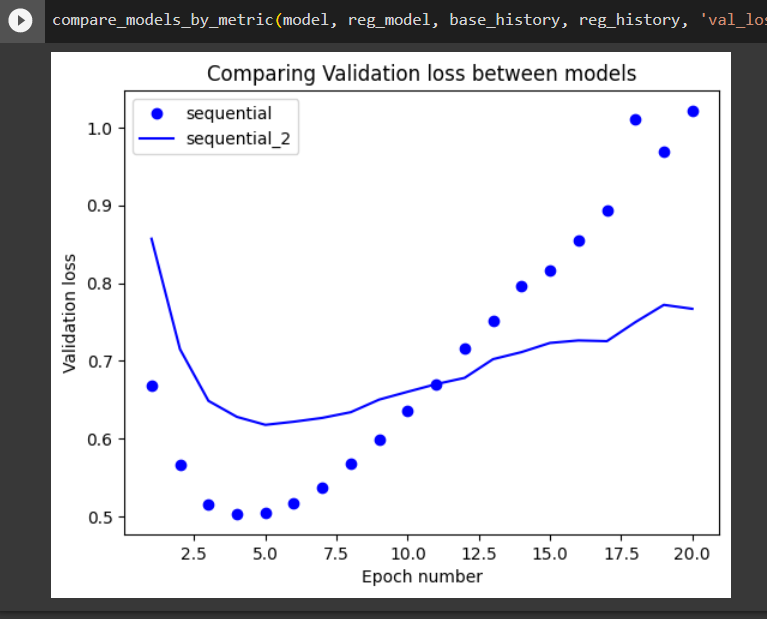 compare_models_by_metric(model, reg_model, base_history, reg_history, 'val_los
Comparing Validation loss between models
sequential
sequential_2
1.0
0.9
0.8
0.7
0.6
0.5
Validation loss
2.5 5.0 7.5 10.0 12.5 15.0 17.5 20.0
Epoch number